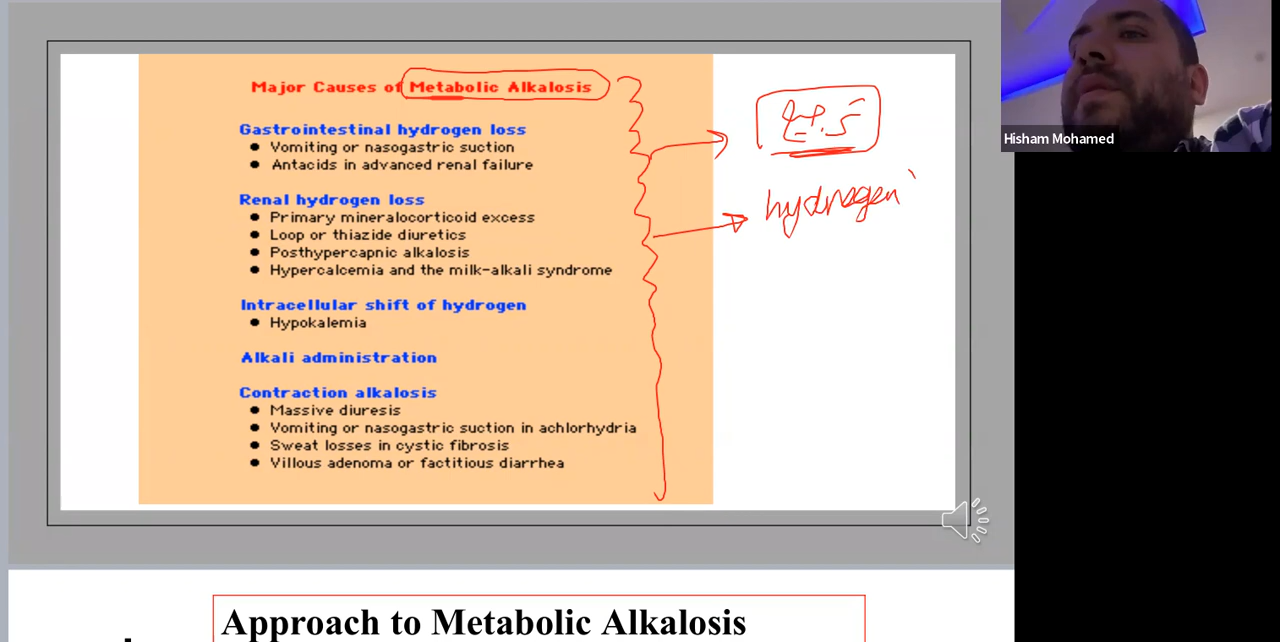 Major Causes of Metabolic Alkalosis
Gastrointestinal hydrogen loss
● Vomiting or nasogastric suction
● Antacids in advanced renal failure
Renal hydrogen loss
● Primary mineralocorticoid excess
● Loop or thiazide diuretics
● Posthypercapnic alkalosis
● Hypercalcemia and the milk-alkali syndrome
Intracellular shift of hydrogen
● Hypokalemia
Alkali administration
Contraction alkalosis
● Massive diuresis
● Vomiting or nasogastric suction in achlorhydria
● Sweat losses in cystic fibrosis
● Villous adenoma or factitious diarrhea
hydrogen
Hisham Mohamed
Approach to Metabolic Alkalosis